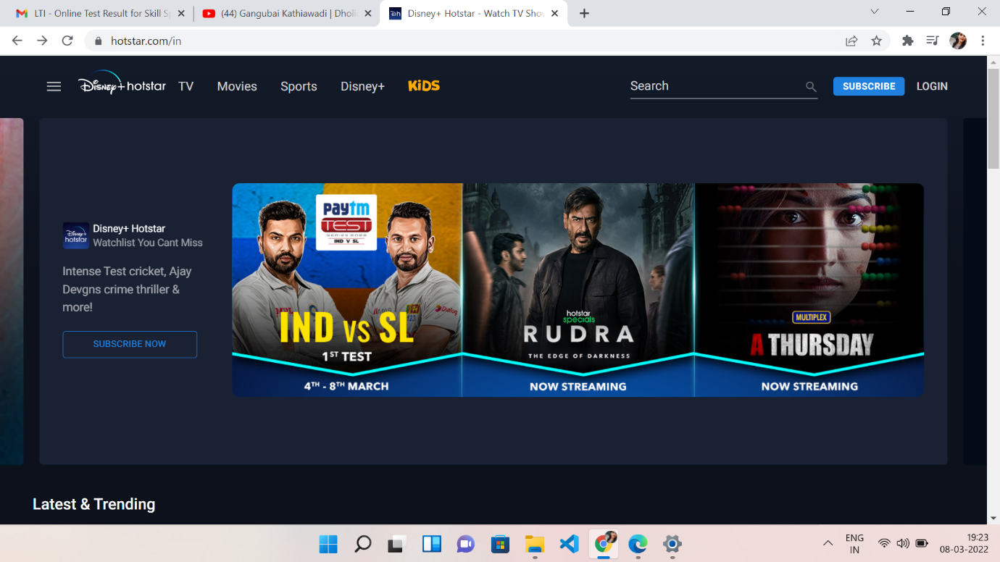 LTI - Online Test Result for Skill S
(44) Gangubai Kathiawadi | Dholi
Disney+ Hotstar - Watch TV Sho
hotstar.com/in
Disney+ hotstar
TV
Movies
Sports
Disney+
KiDS
Search
SUBSCRIBE
LOGIN
Disney+ hotstar
Disney+ Hotstar
Watchlist You Cant Miss
Intense Test cricket, Ajay
Devgns crime thriller &
more!
SUBSCRIBE NOW
paytm
TEST
SERIES 2022
IND V SL
Dialog
IND vs SL
1ST TEST
4TH - 8TH MARCH
hotstar
specials
RUDRA
THE EDGE OF DARKNESS
NOW STREAMING
MULTIPLEX
A THURSDAY
NOW STREAMING
Latest & Trending
ENG
IN
19:23
08-03-2022